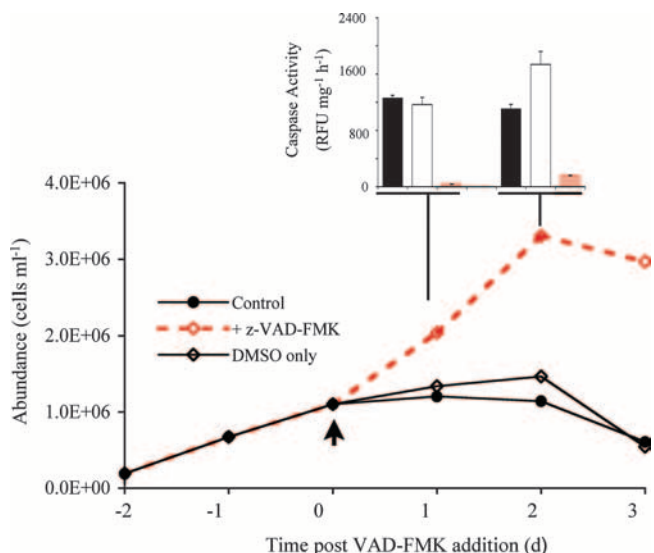 2400
1800
1200
800
0
Caspase Activity
(RFU mg-1 h-1)
4.0E+06
3.0E+06
2.0E+06
1.0E+06
0.0E+00
Abundance (cells ml-1)
Control
+ z-VAD-FMK
DMSO only
-2
-1
0
1
2
3
Time post VAD-FMK addition (d)